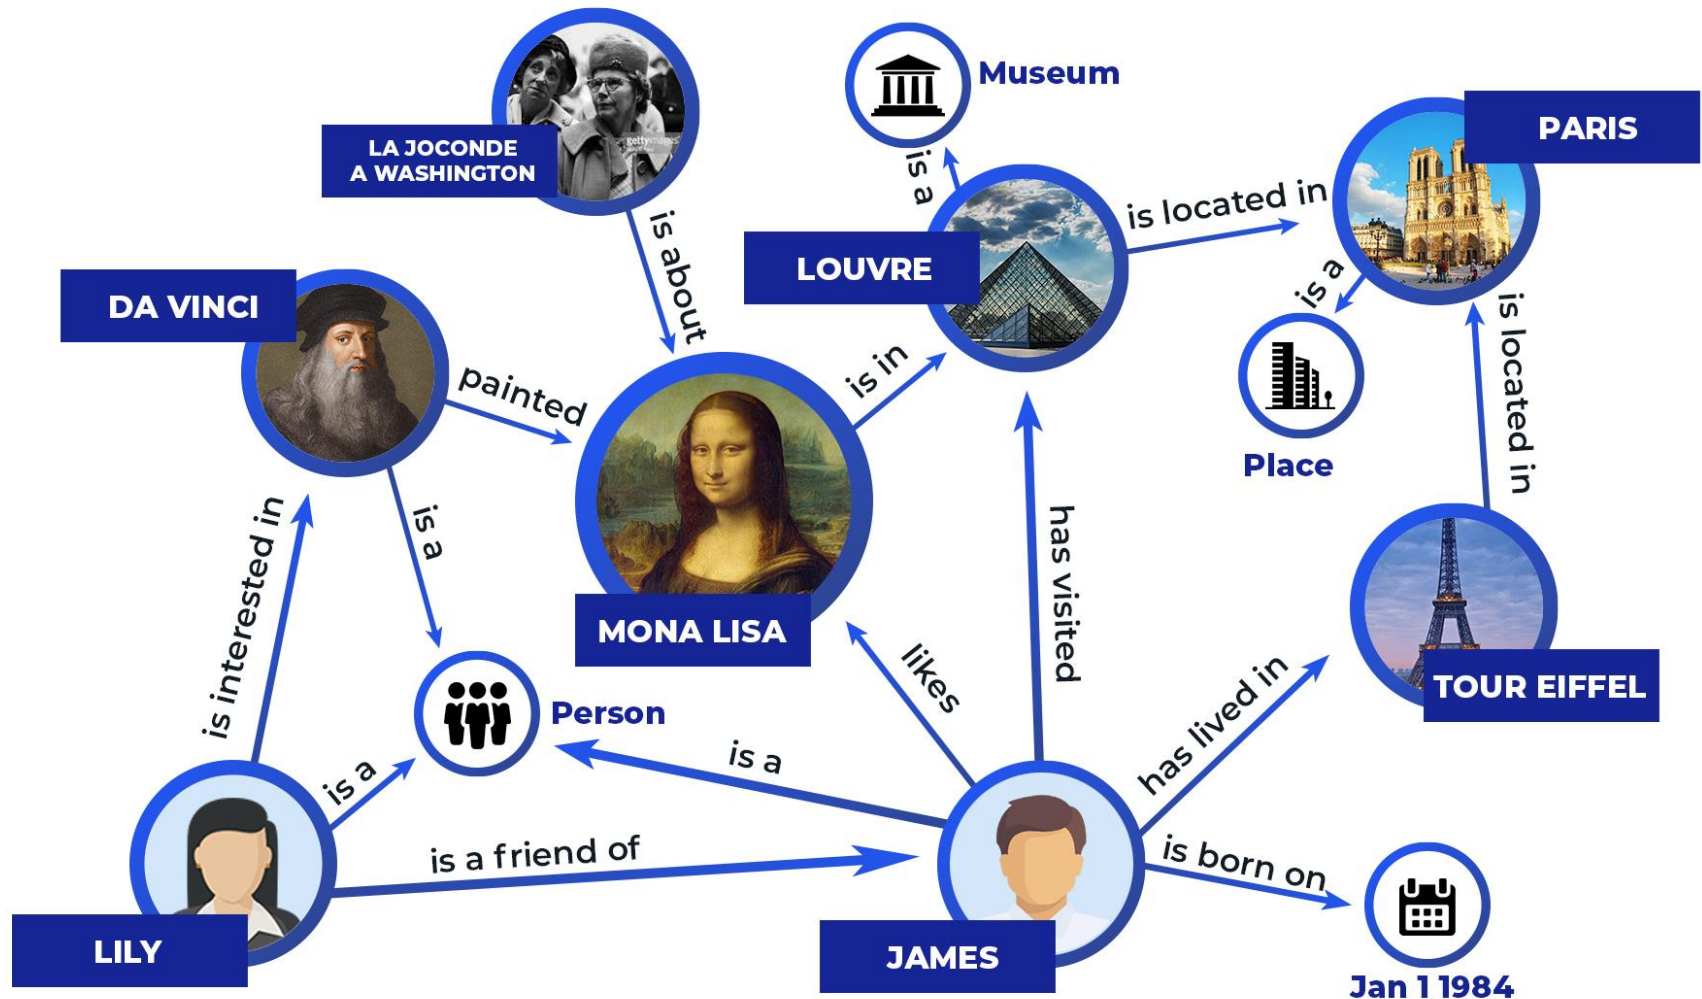 LA JOCONDE
A WASHINGTON
gettyimages
Museum
PARIS
is a
is located in
is about
LOUVRE
is a
DA VINCI
is located in
painted
is in
Place
is interested in
is a
has visited
MONA LISA
likes
TOUR EIFFEL
Person
has lived in
is a
is a
is a friend of
is born on
LILY
JAMES
Jan 1 1984